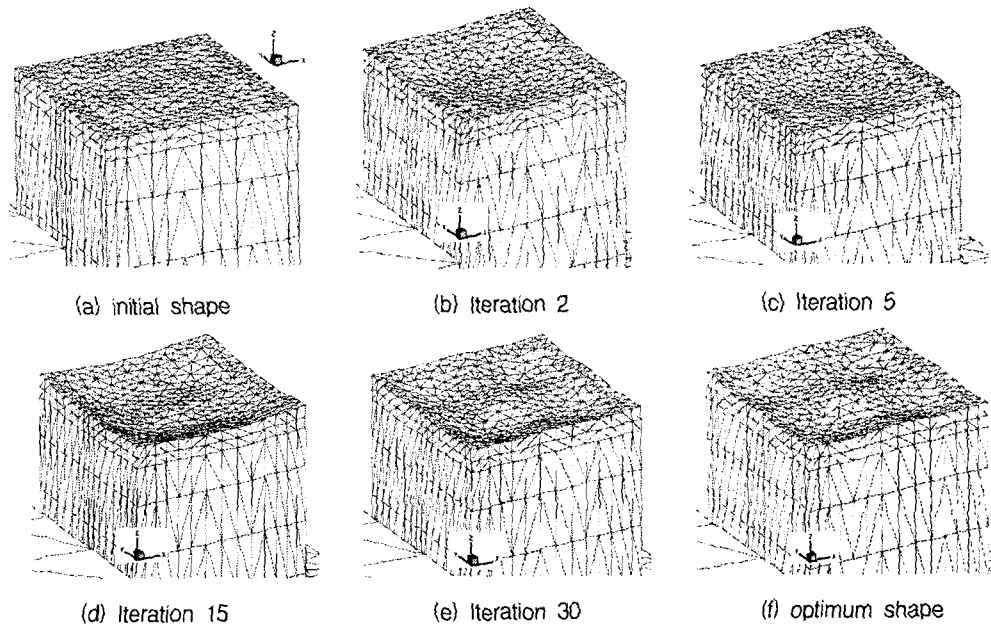 (a) initial shape
(b) Iteration 2
(c) Iteration 5
(d) Iteration 15
(e) Iteration 30
(f) optimum shape